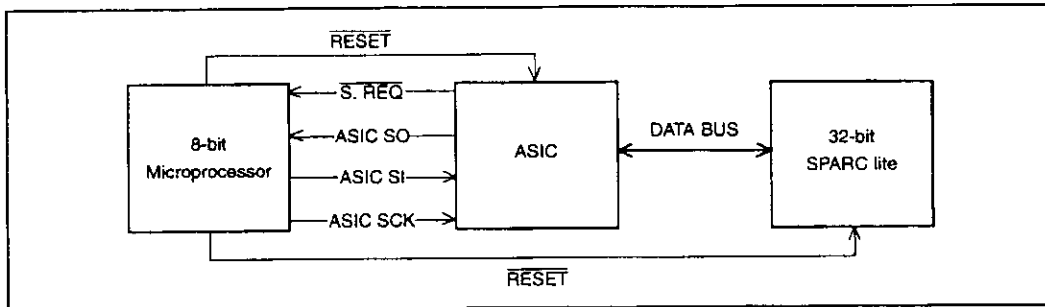 RESET
S. REQ
8-bit
Microprocessor
ASIC SO
ASIC SI
ASIC SCK
ASIC
DATA BUS
32-bit
SPARC lite
RESET